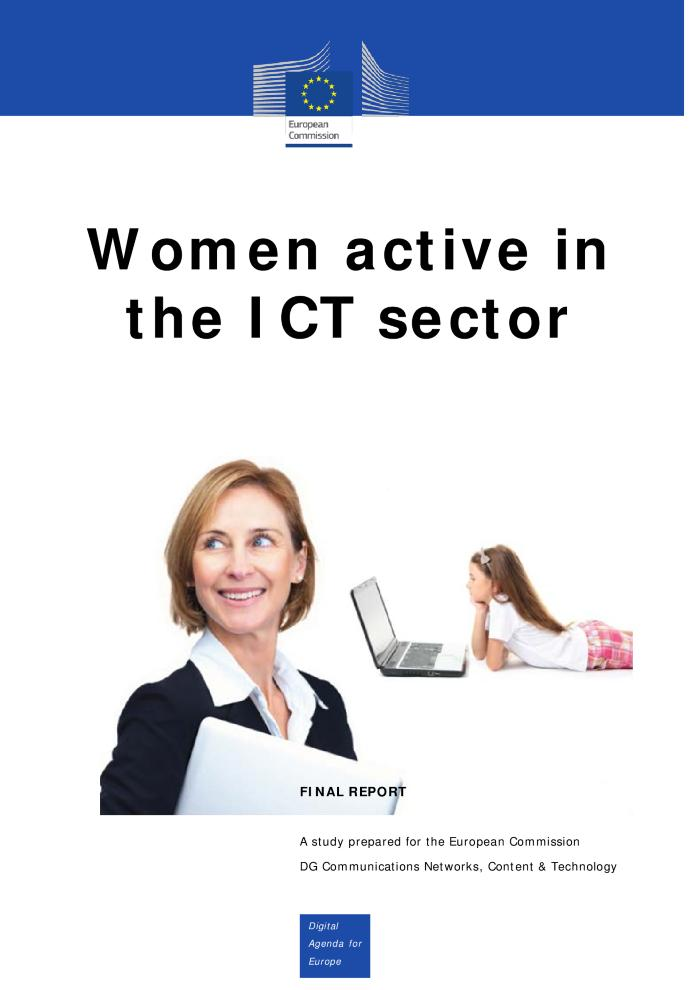 European
Commission
Women active in
the ICT sector
FINAL REPORT
A study prepared for the European Commission
DG Communications Networks, Content & Technology
Digital
Agenda for
Europe